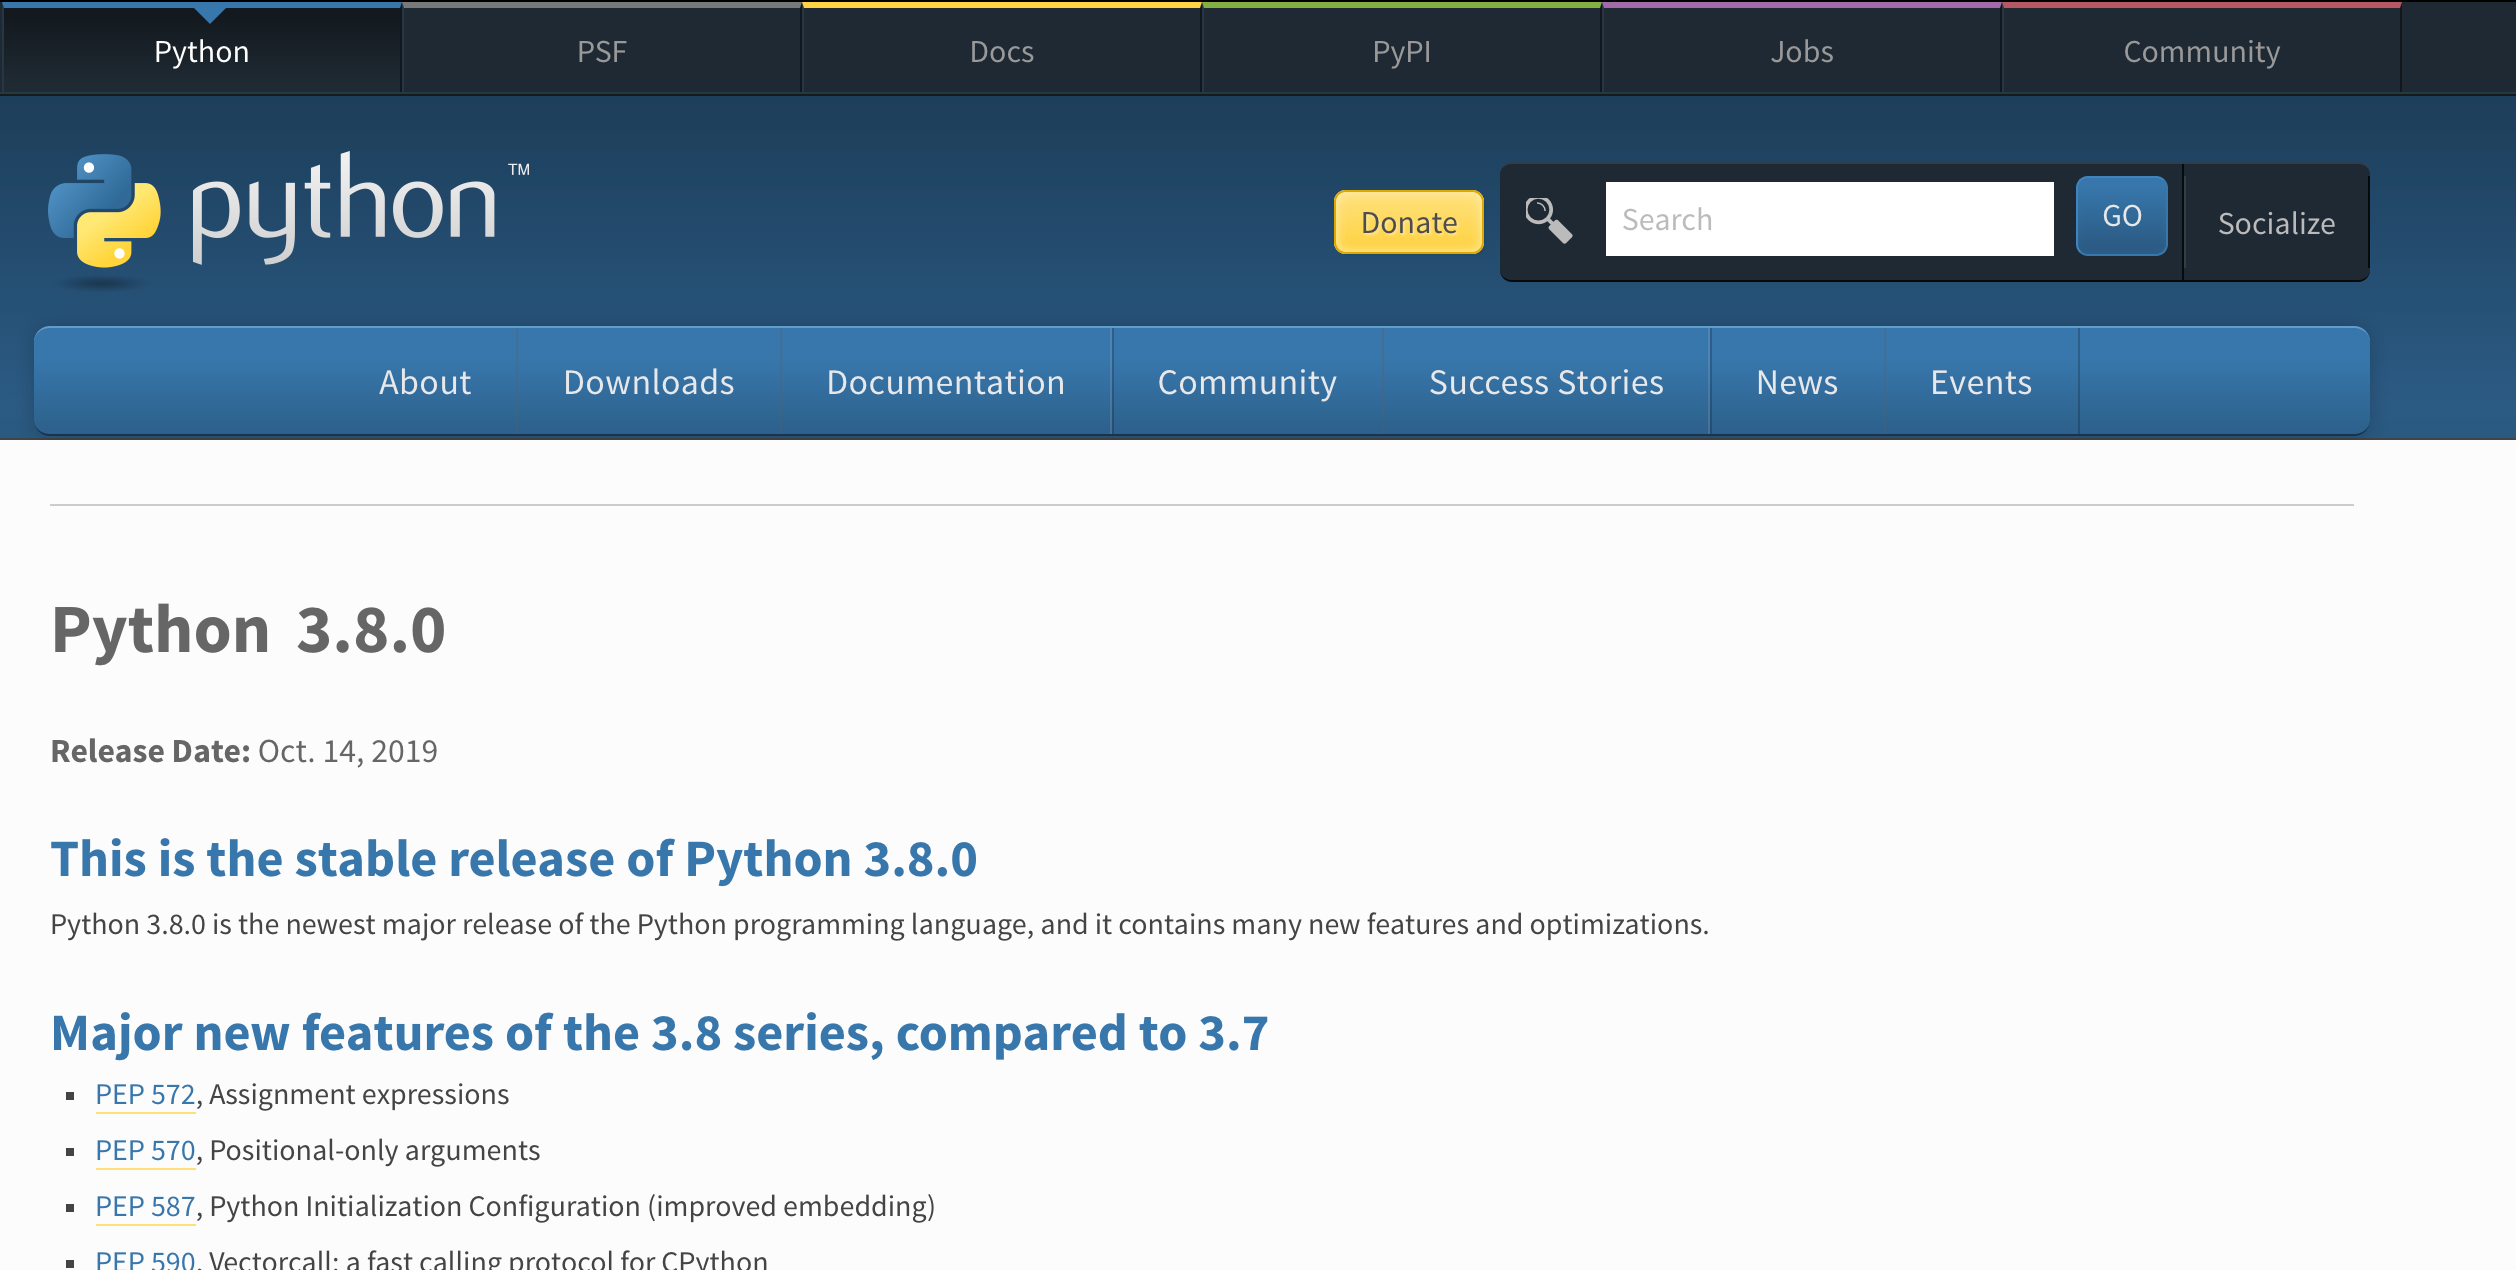 Python PSF Docs PyPI Jobs Community
python™
Donate Search GO Socialize
About Downloads Documentation Community Success Stories News Events
Python 3.8.0
Release Date: Oct. 14, 2019
This is the stable release of Python 3.8.0
Python 3.8.0 is the newest major release of the Python programming language, and it contains many new features and optimizations.
Major new features of the 3.8 series, compared to 3.7
PEP 572, Assignment expressions
PEP 570, Positional-only arguments
PEP 587, Python Initialization Configuration (improved embedding)
PEP 590, Vectorcall: a fast calling protocol for CPython